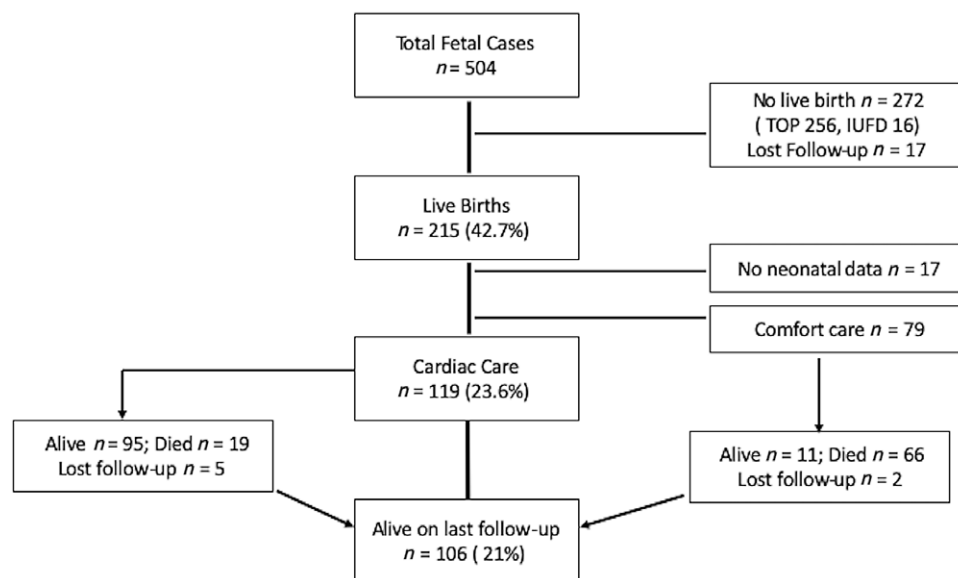 Total Fetal Cases
n = 504
No live birth n = 272
( TOP 256, IUFD 16)
Lost Follow-up n = 17
Live Births
n = 215 (42.7%)
No neonatal data n = 17
Comfort care n = 79
Cardiac Care
n = 119 (23.6%)
Alive n = 95; Died n = 19
Lost follow-up n = 5
Alive n = 11; Died n = 66
Lost follow-up n = 2
Alive on last follow-up
n = 106 ( 21%)